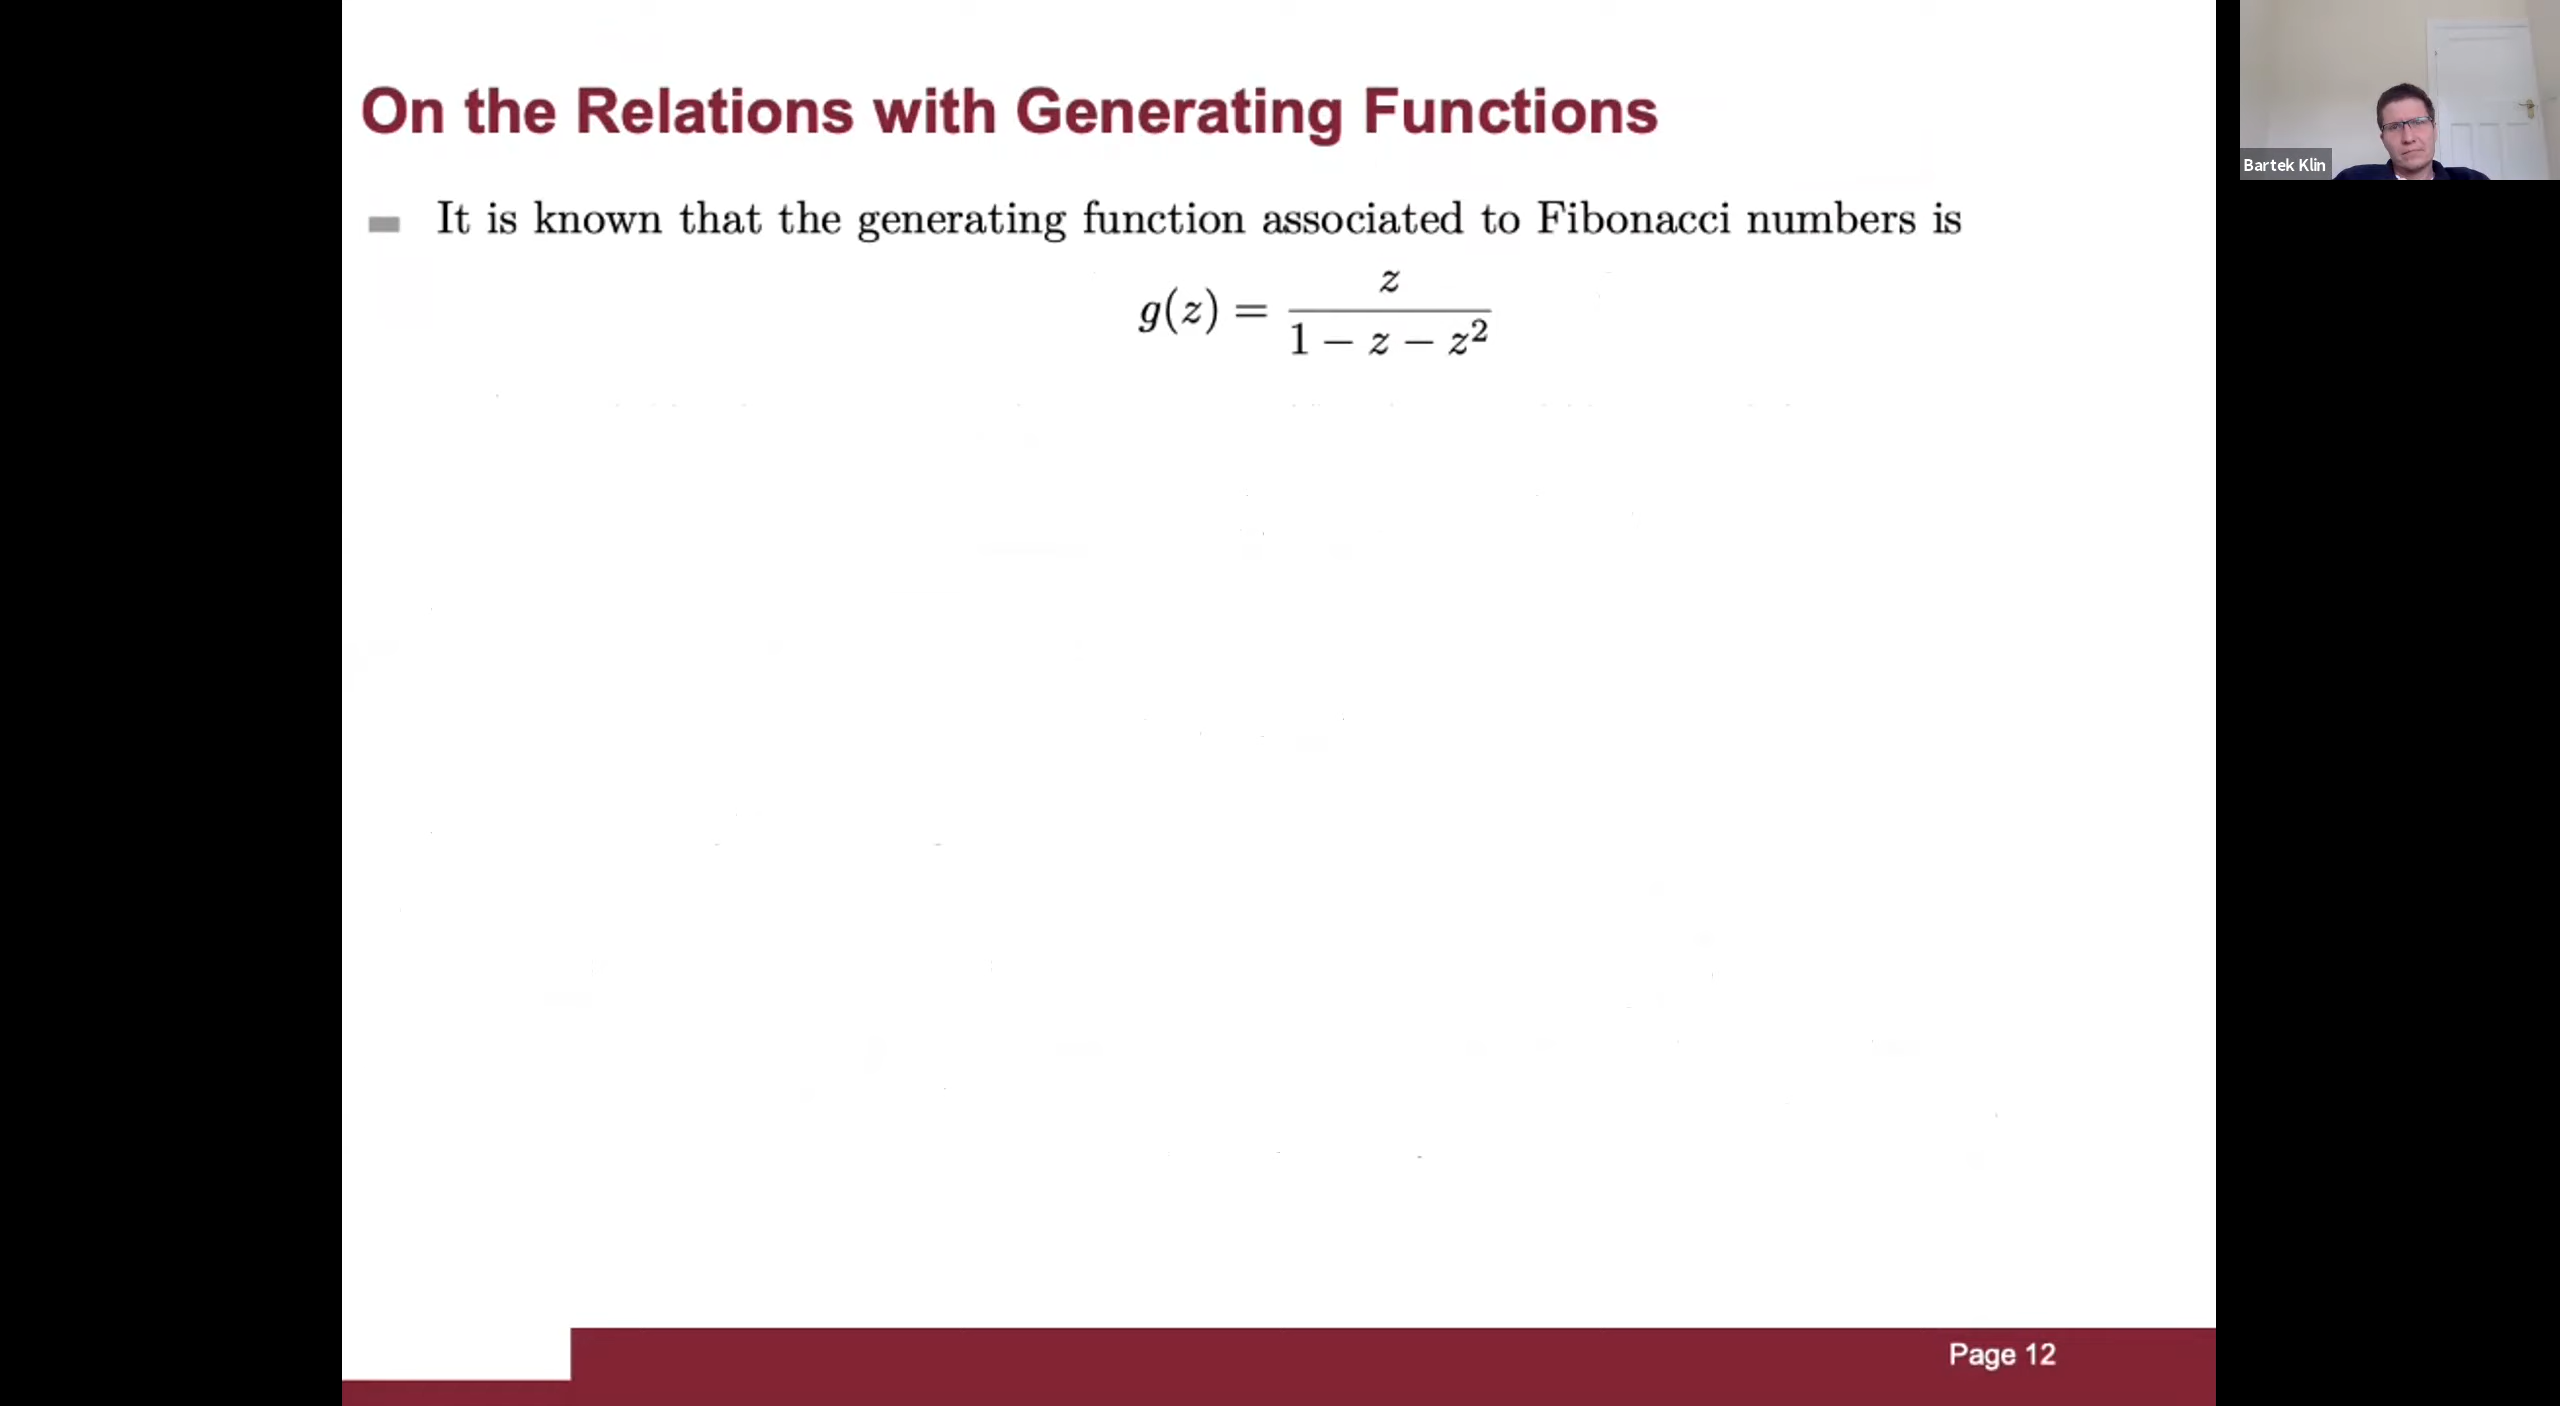 On the Relations with Generating Functions
Bartek Klin
It is known that the generating function associated to Fibonacci numbers is
g(z) = z / (1 − z − z²)
Page 12